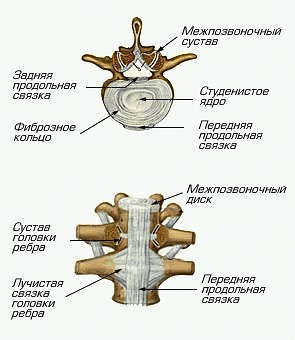 Межпозвоночный
сустав
Задняя
продольная
связка
Студенистое
ядро
Фиброзное
кольцо
Передняя
продольная
связка
Межпозвоночный
диск
Сустав
головки
ребра
Лучистая
связка
головки
ребра
Передняя
продольная
связка